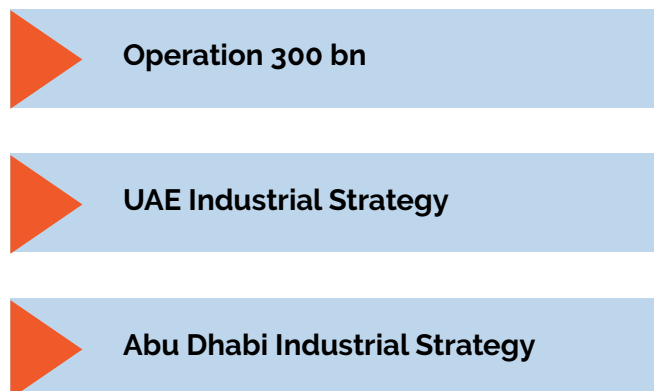 Operation 300 bn
UAE Industrial Strategy
Abu Dhabi Industrial Strategy